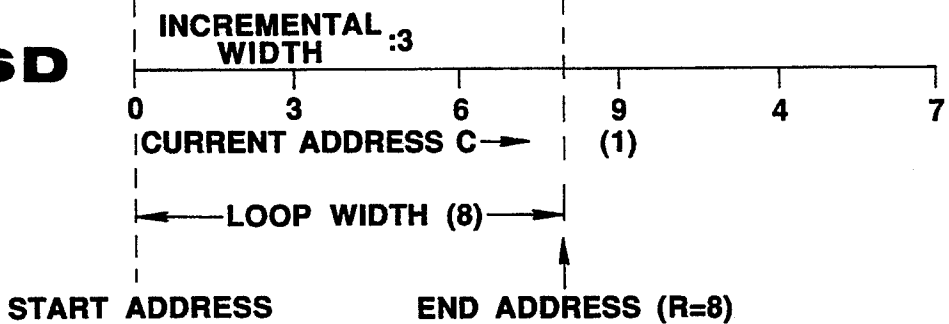 INCREMENTAL
WIDTH :3
0 3 6 9 4 7
CURRENT ADDRESS C (1)
LOOP WIDTH (8)
START ADDRESS END ADDRESS (R=8)